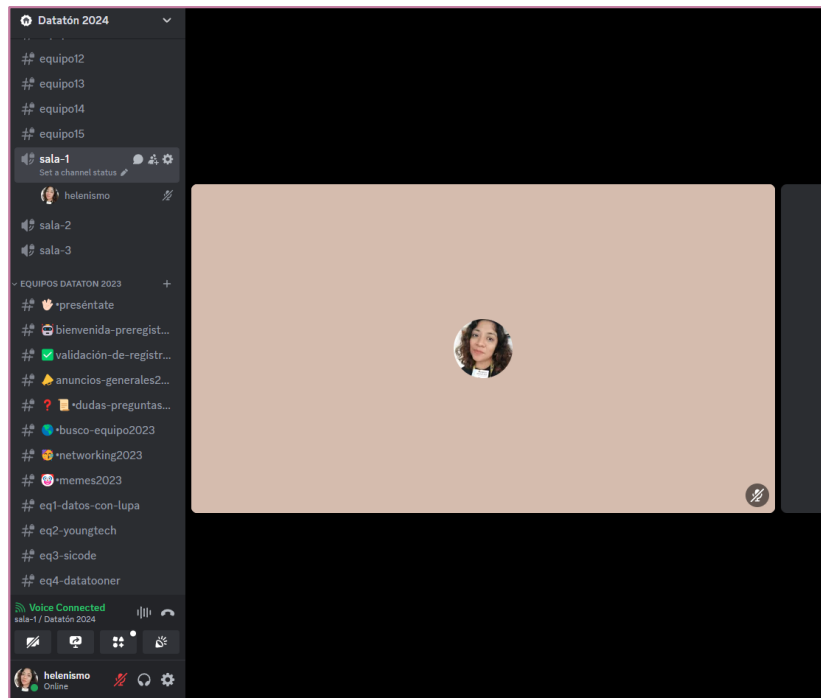 Datatón 2024
equipo12
equipo13
equipo14
equipo15
sala-1
Set a channel status
helenismo
sala-2
sala-3
EQUIPOS DATATON 2023
•preséntate
bienvenida-preregist...
validación-de-registr...
anuncios-generales2...
•dudas-preguntas...
•busco-equipo2023
•networking2023
•memes2023
eq1-datos-con-lupa
eq2-youngtech
eq3-sicode
eq4-datatooner
Voice Connected
sala-1 / Datatón 2024
helenismo
Online